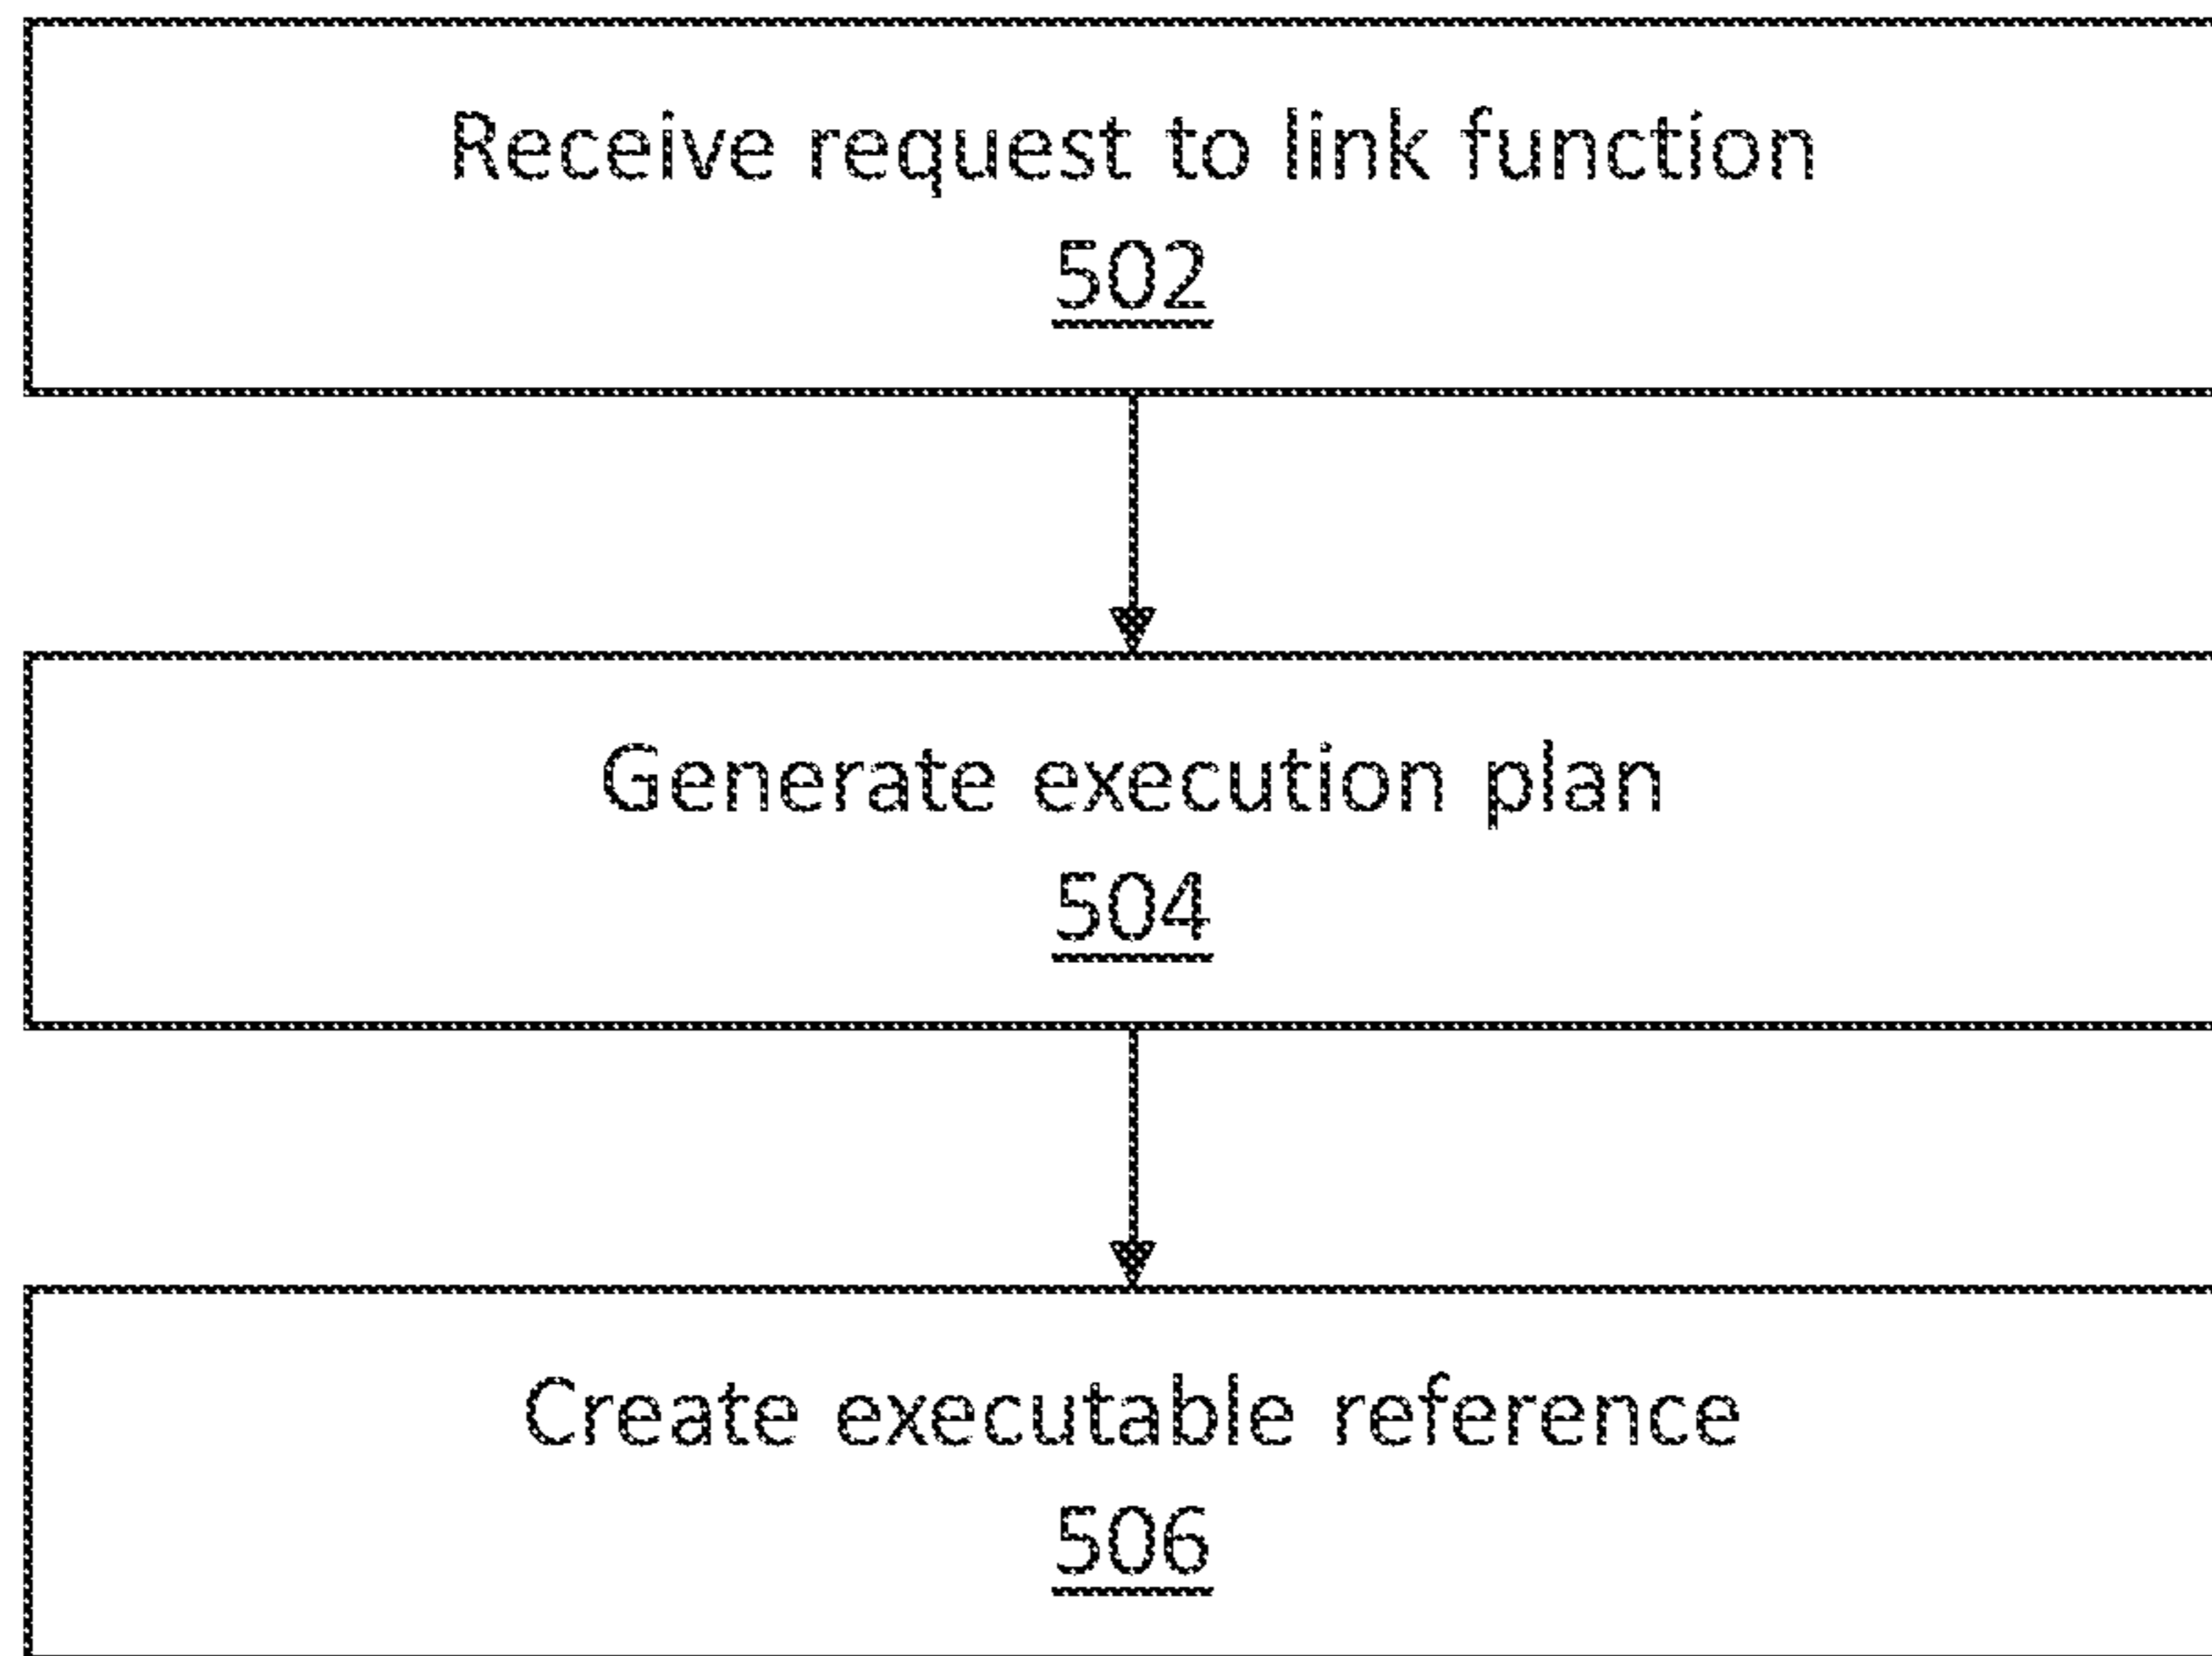 Receive request to link function
502
Generate execution plan
504
Create executable reference
506